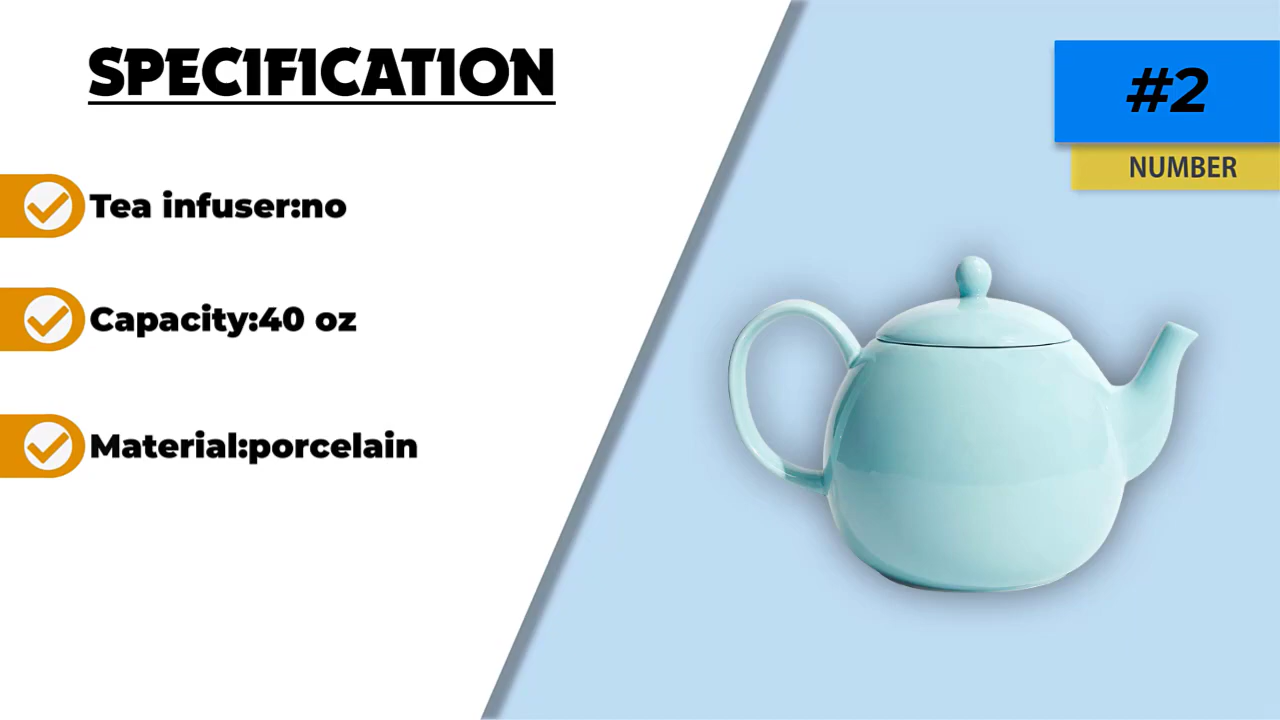 SPECIFICATION
#2
NUMBER
Tea infuser:no
Capacity:40 oz
Material:porcelain